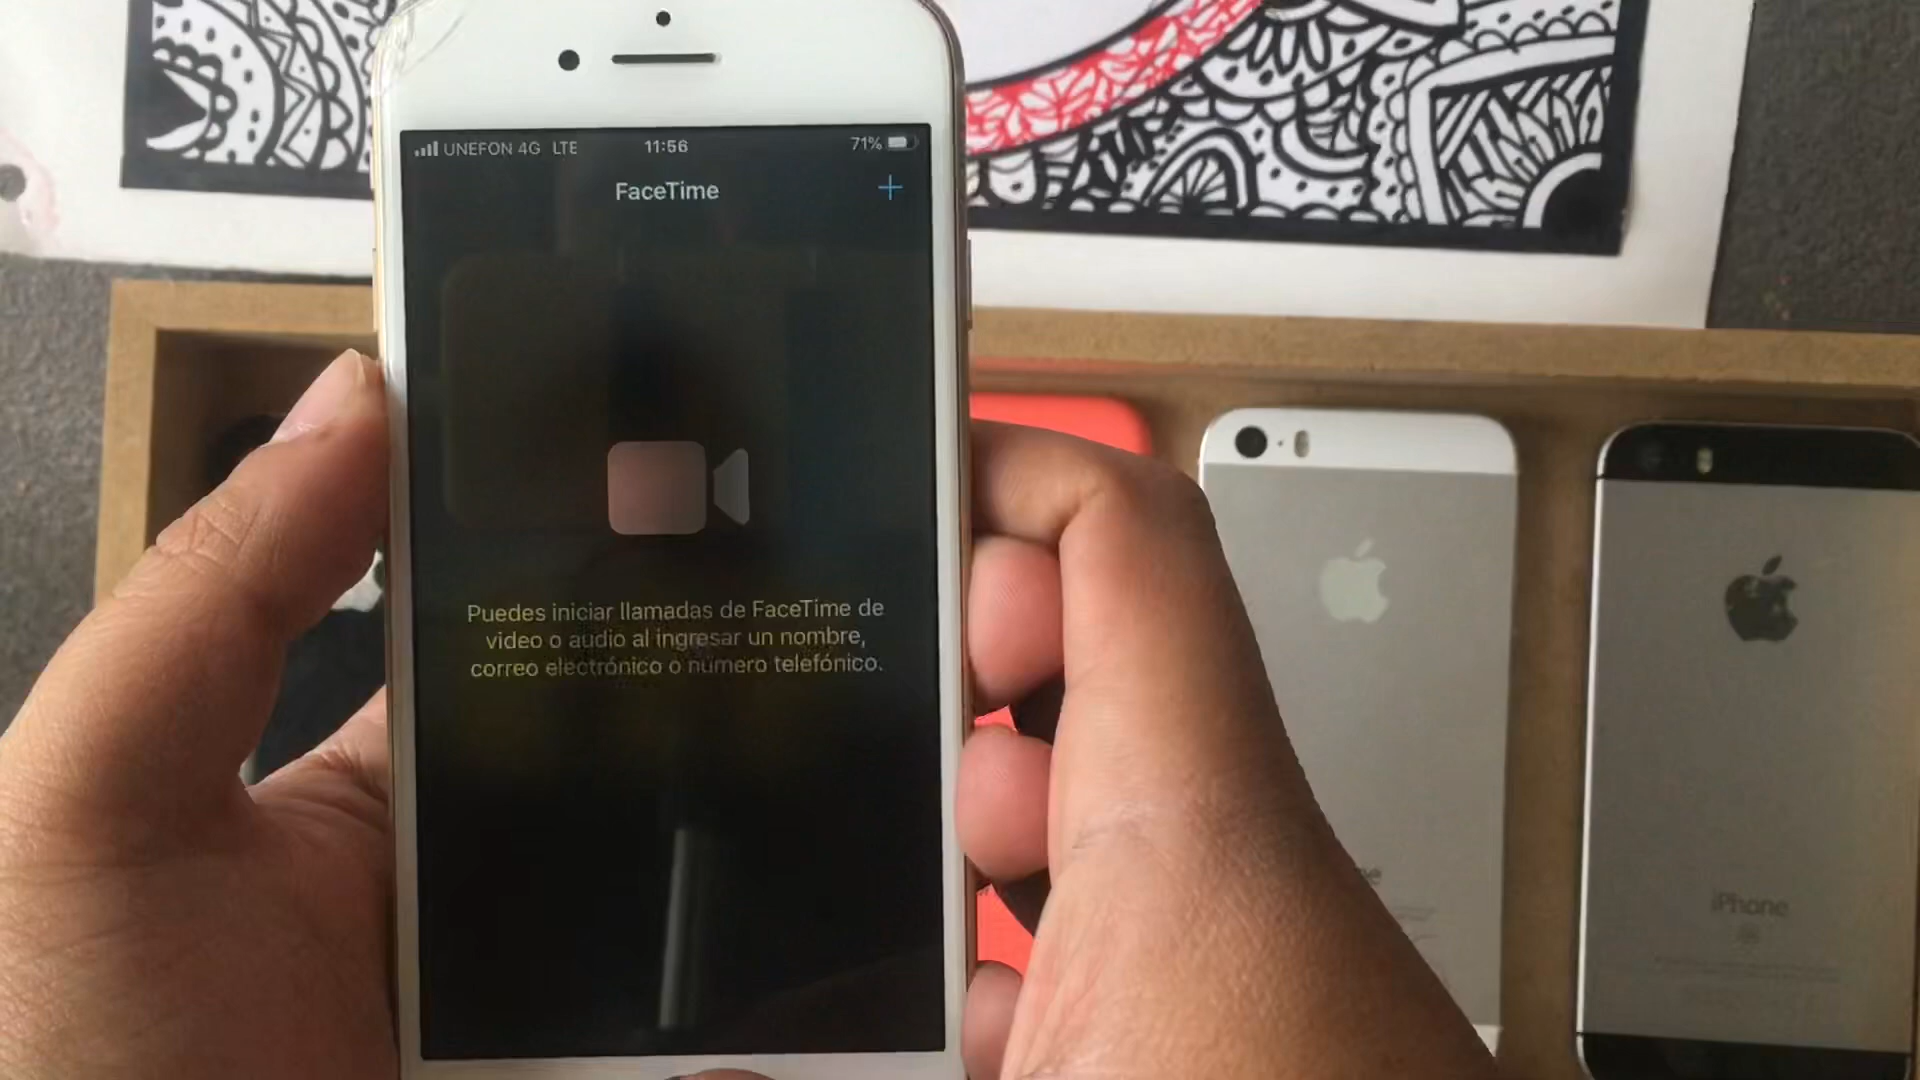 UNEFON 4G LTE 11:56 71%
FaceTime
Puedes iniciar llamadas de FaceTime de
video o audio al ingresar un nombre,
correo electrónico o número telefónico.
iPhone